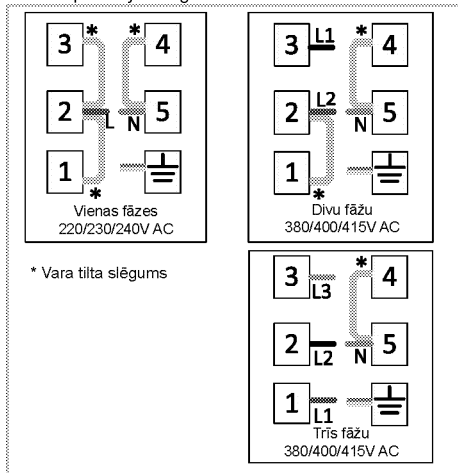 3 * * 4
2 L N 5
1 *
Vienas fāzes
220/230/240V AC
3 L1 * 4
2 L2 N 5
1 *
Divu fāžu
380/400/415V AC
* Vara tilta slēgums
3 L3 * 4
2 L2 N 5
1 L1
Trīs fāžu
380/400/415V AC